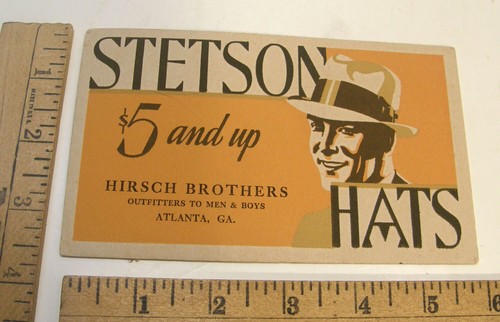 STETSON
$5 and up
HIRSCH BROTHERS
OUTFITTERS TO MEN & BOYS
ATLANTA, GA.
HATS
1
2
3
4
1
2
3
4
5
6